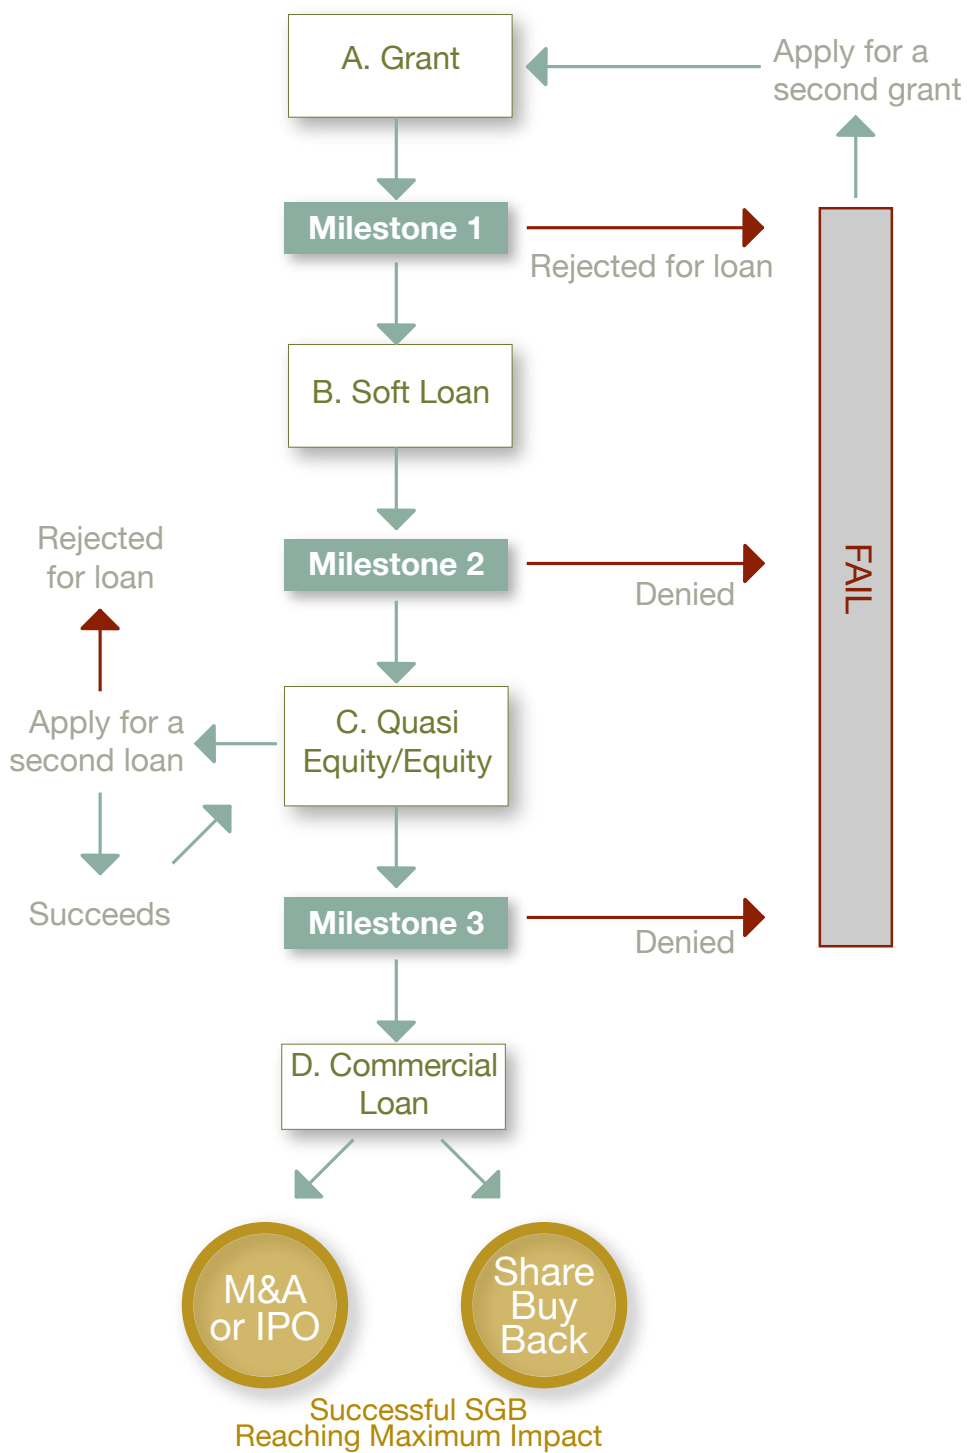 A. Grant
Apply for a
second grant
Milestone 1
Rejected for loan
B. Soft Loan
Rejected
for loan
Milestone 2
Denied
FAIL
Apply for a
second loan
C. Quasi
Equity/Equity
Succeeds
Milestone 3
Denied
D. Commercial
Loan
M&A
or IPO
Share
Buy
Back
Successful SGB
Reaching Maximum Impact